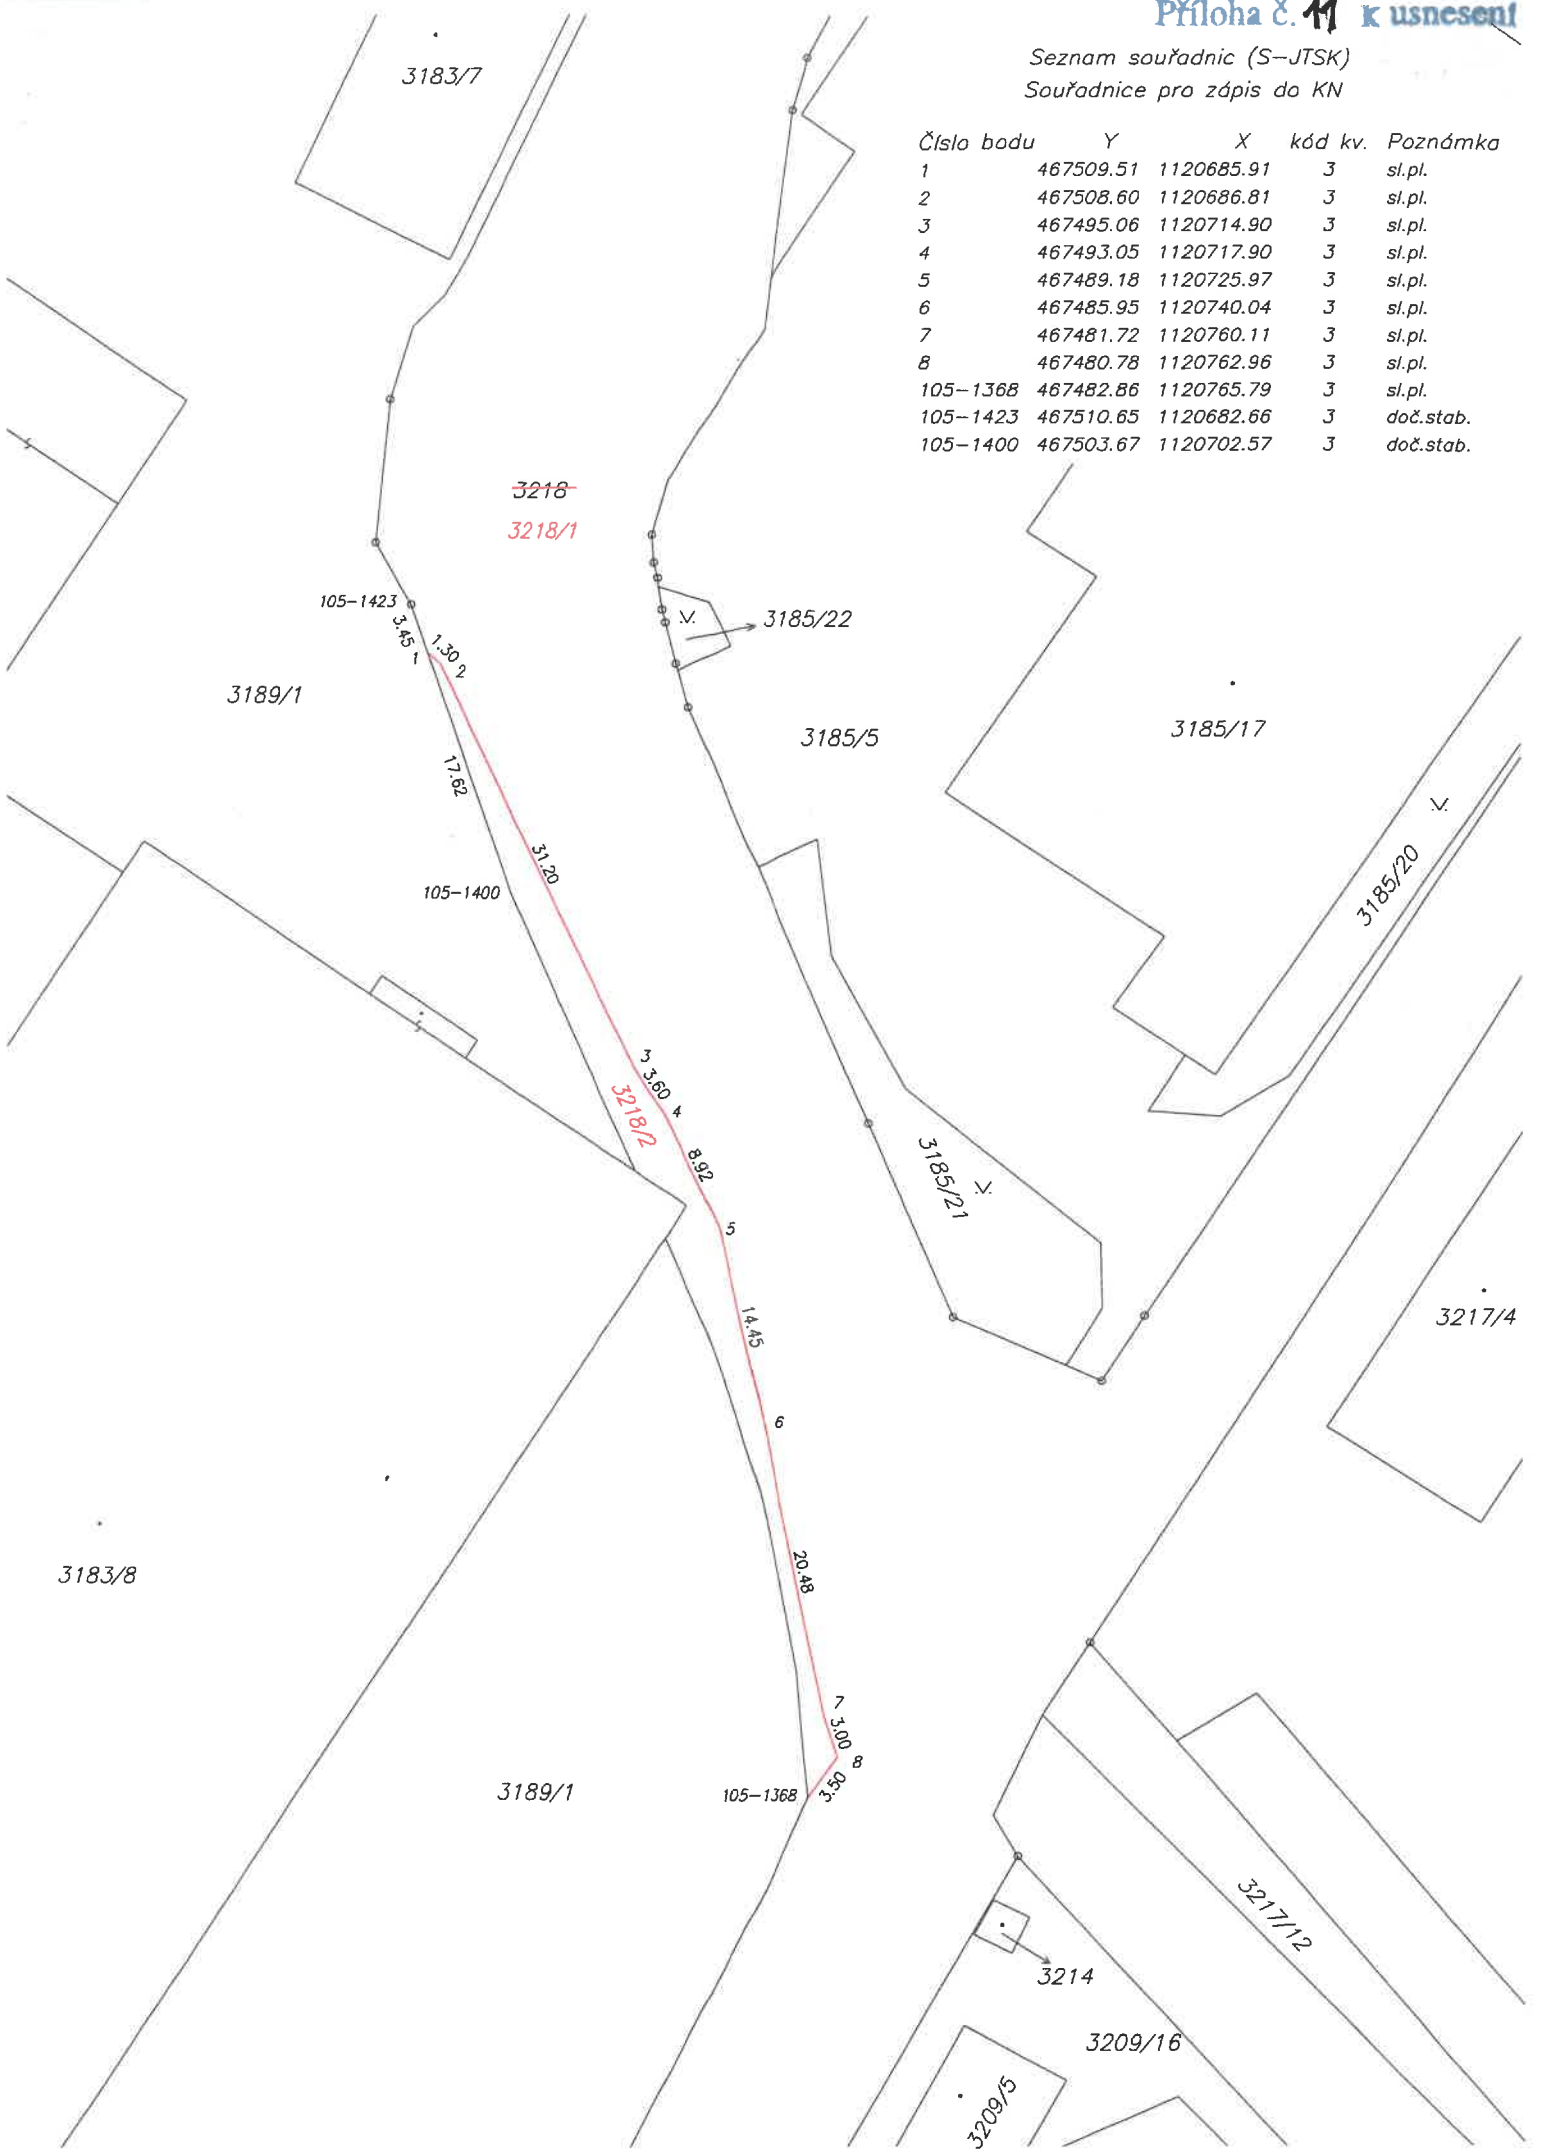 Příloha č. 11 k usnesení
Seznam souřadnic (S-JTSK)
Souřadnice pro zápis do KN
Číslo bodu Y X kód kv. Poznámka
1 467509.51 1120685.91 3 sl.pl.
2 467508.60 1120686.81 3 sl.pl.
3 467495.06 1120714.90 3 sl.pl.
4 467493.05 1120717.90 3 sl.pl.
5 467489.18 1120725.97 3 sl.pl.
6 467485.95 1120740.04 3 sl.pl.
7 467481.72 1120760.11 3 sl.pl.
8 467480.78 1120762.96 3 sl.pl.
105-1368 467482.86 1120765.79 3 sl.pl.
105-1423 467510.65 1120682.66 3 doč.stab.
105-1400 467503.67 1120702.57 3 doč.stab.
3183/7
3218
3218/1
105-1423
3.45
1
1.30
2
3185/22
3189/1
3185/5
3185/17
17.62
31.20
3185/20
105-1400
3
3.60
4
3218/2
8.92
3185/21
5
14.45
3217/4
6
3183/8
20.48
7
3.00
8
3.50
3189/1
105-1368
3217/12
3214
3209/16
3209/5